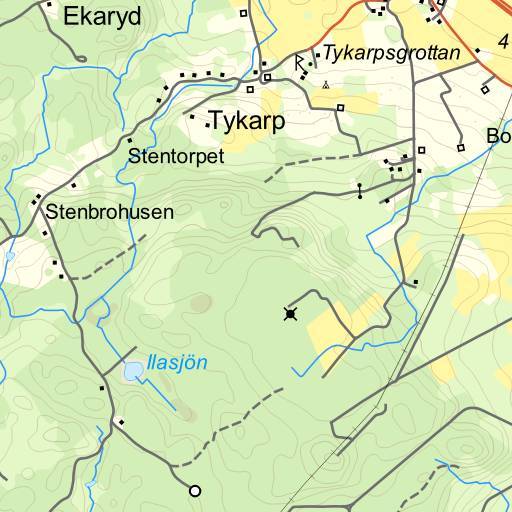 Ekaryd
Tykarpsgrottan
4
R
Tykarp
Bo
Stentorpet
Stenbrohusen
Ilasjön